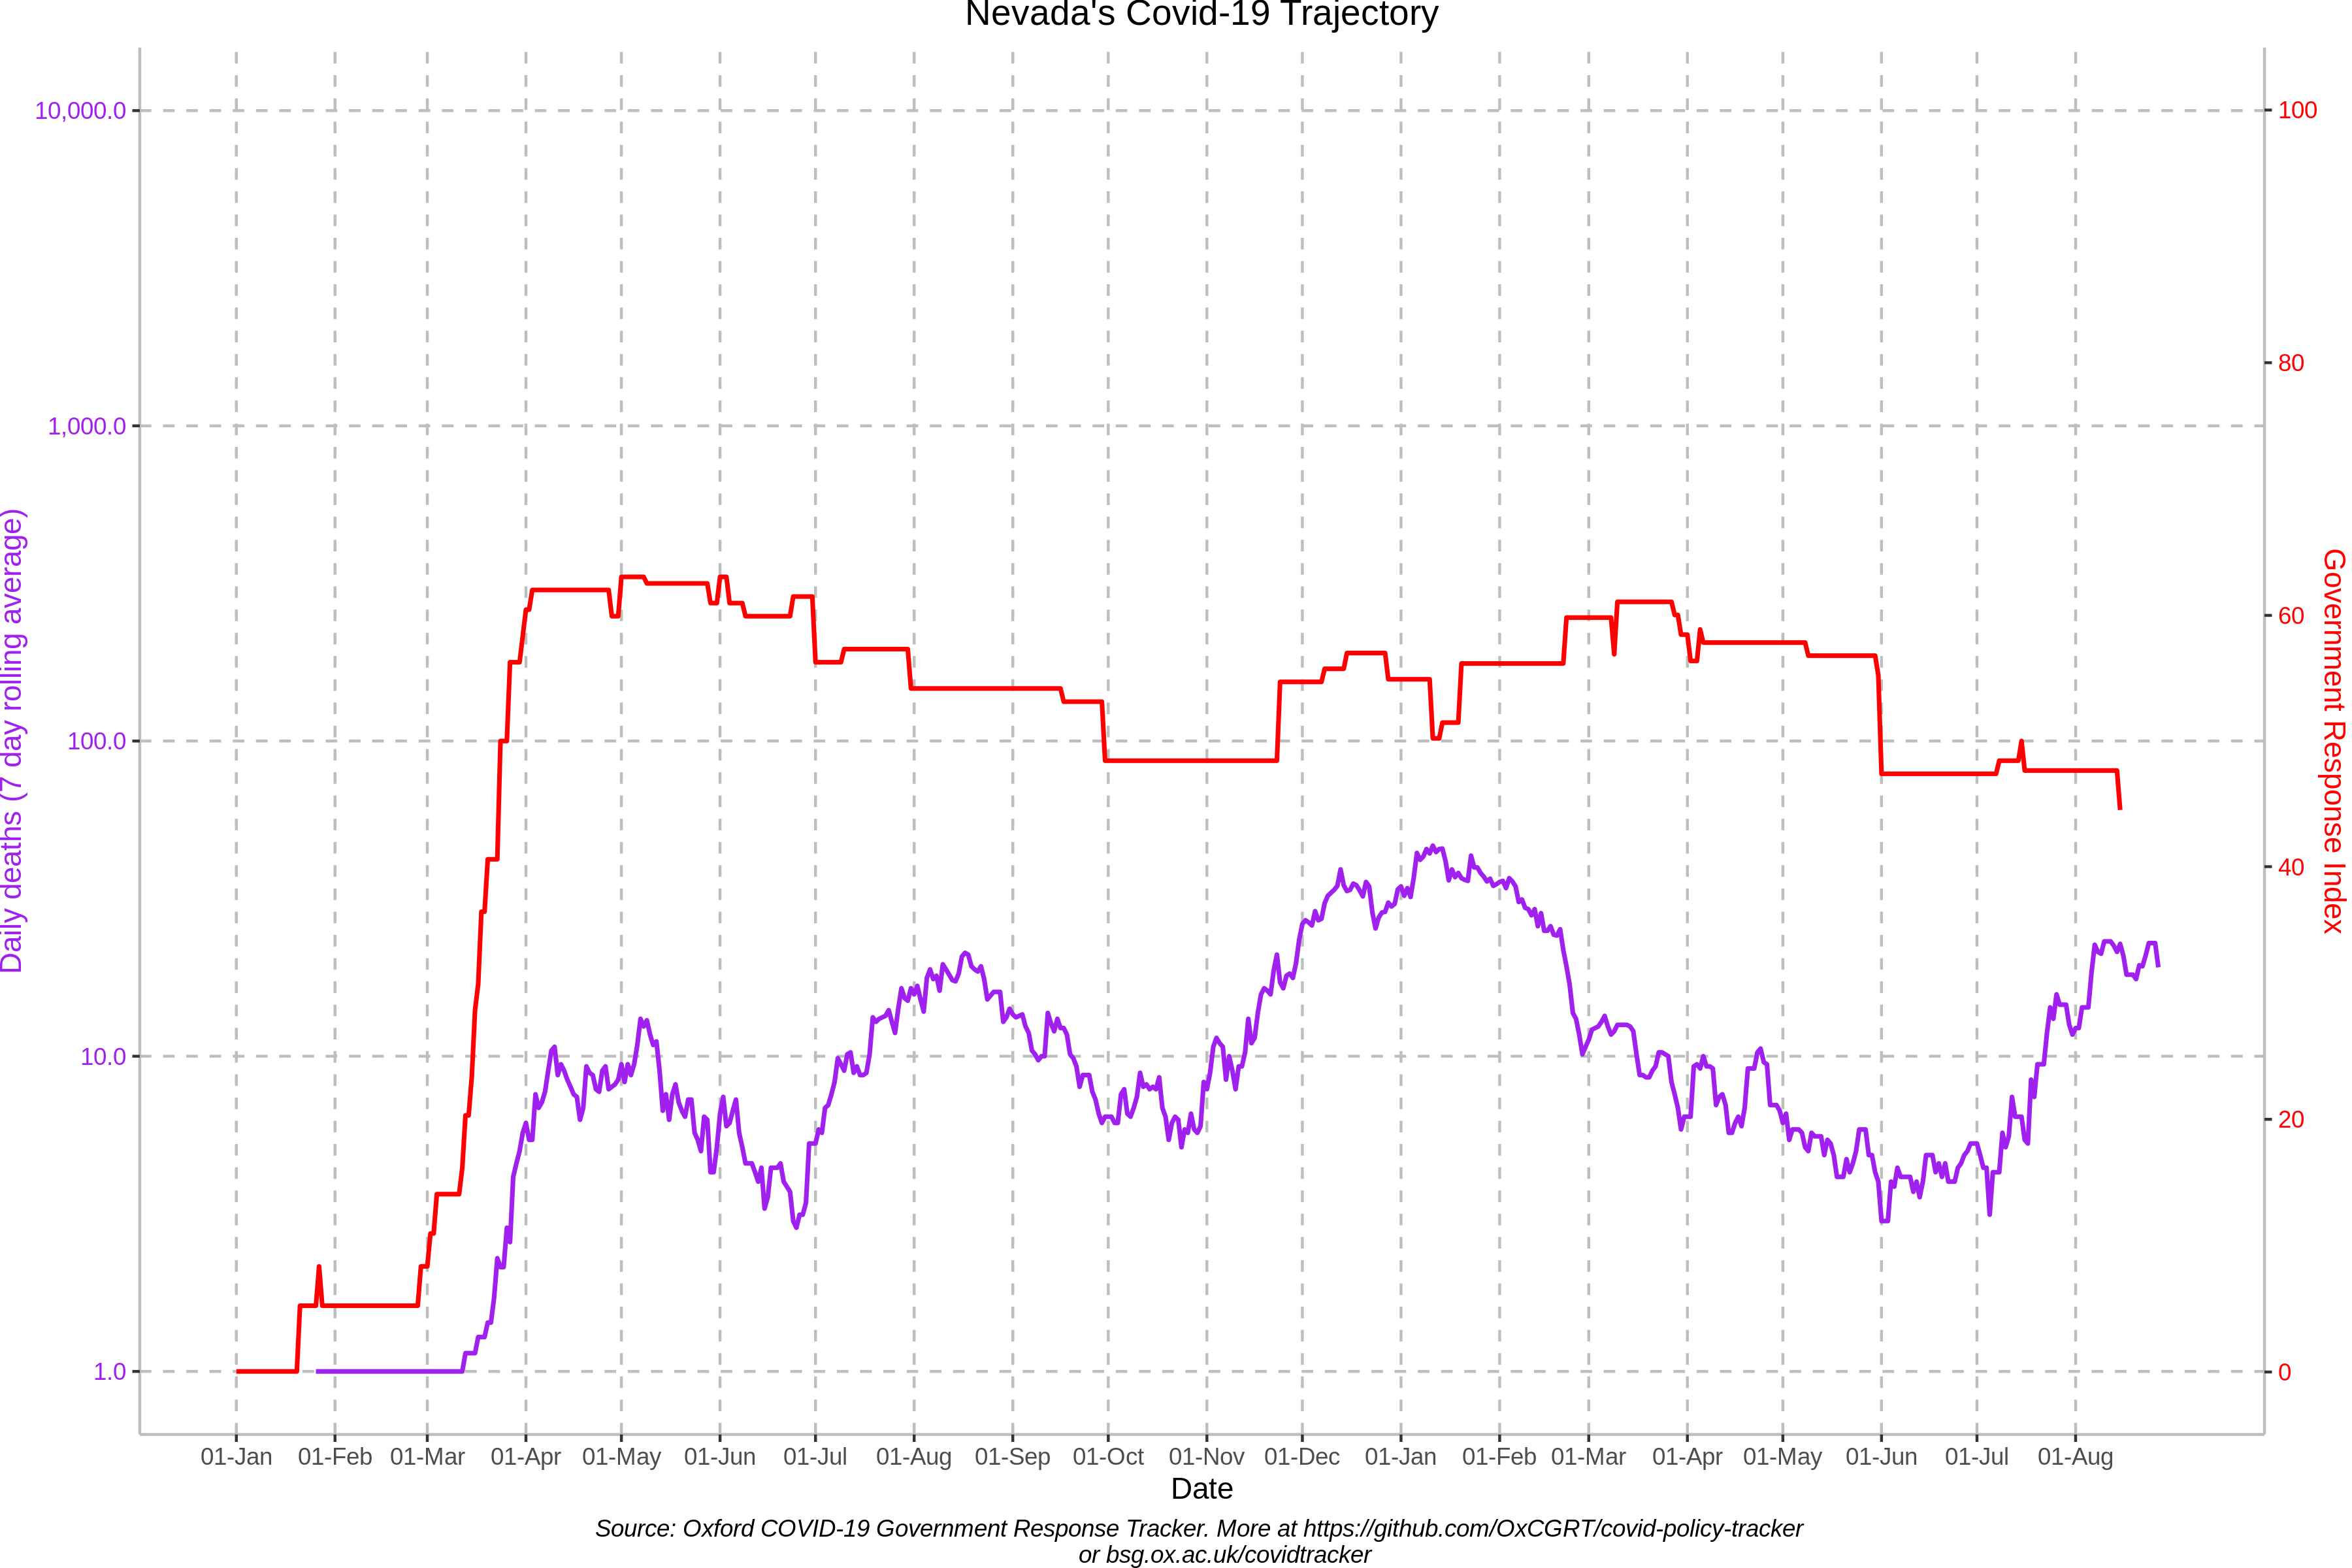 Nevada's Covid-19 Trajectory
10,000.0
1,000.0
100.0
10.0
1.0
Daily deaths (7 day rolling average)
100
80
60
40
20
0
Government Response Index
01-Jan 01-Feb 01-Mar 01-Apr 01-May 01-Jun 01-Jul 01-Aug 01-Sep 01-Oct 01-Nov 01-Dec 01-Jan 01-Feb 01-Mar 01-Apr 01-May 01-Jun 01-Jul 01-Aug
Date
Source: Oxford COVID-19 Government Response Tracker. More at https://github.com/OxCGRT/covid-policy-tracker
or bsg.ox.ac.uk/covidtracker